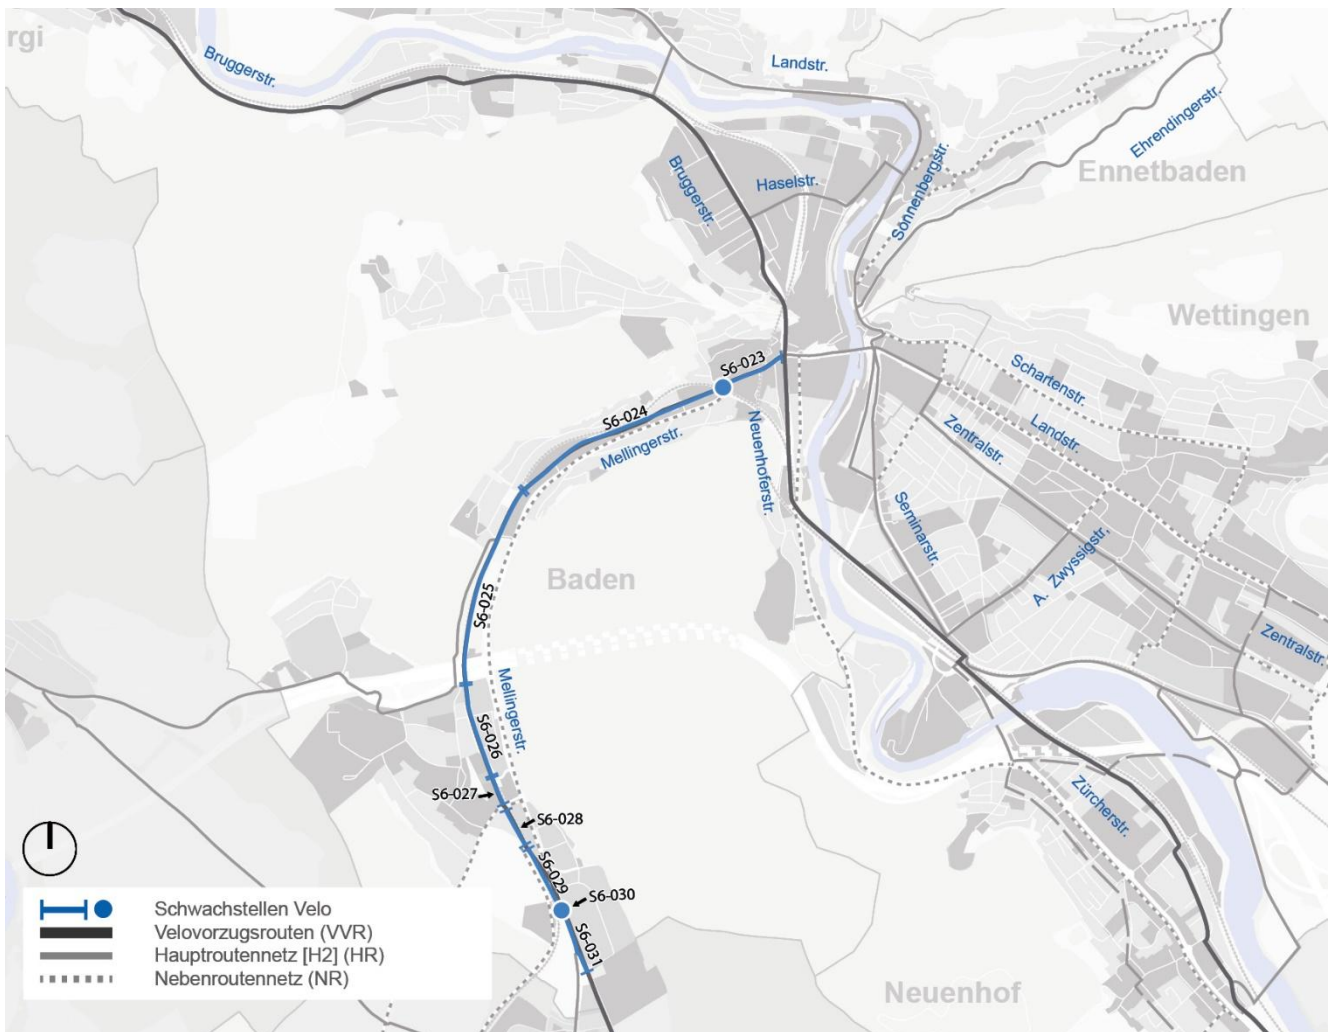 rgi
Bruggerstr.
Landstr.
Ehrendingerstr.
Ennetbaden
Bruggerstr.
Haselstr.
Sonnenbergstr.
Wettingen
S6-023
Schartenstr.
S6-024
Mellingerstr.
Neuenhoferstr.
Zentralstr.
Landstr.
Seminarstr.
Baden
S6-025
A. Zwyssigstr.
Zentralstr.
Mellingerstr.
S6-026
S6-027
S6-028
Zürcherstr.
S6-029
S6-030
S6-031
Neuenhof
Schwachstellen Velo
Velovorzugsrouten (VVR)
Hauptroutennetz [H2] (HR)
Nebenroutennetz (NR)